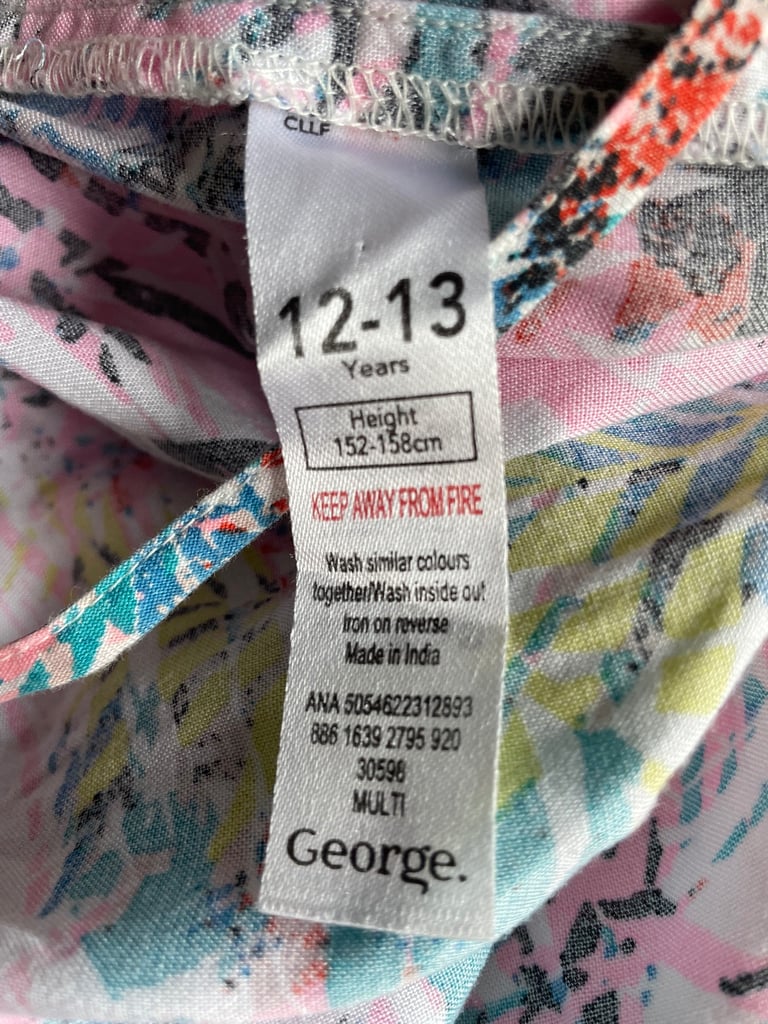 CLLF
12-13
Years
Height
152-158cm
KEEP AWAY FROM FIRE
Wash similar colours
together/Wash inside out
Iron on reverse
Made in India
ANA 5054622312893
886 1639 2795 920
30598
MULTI
George.